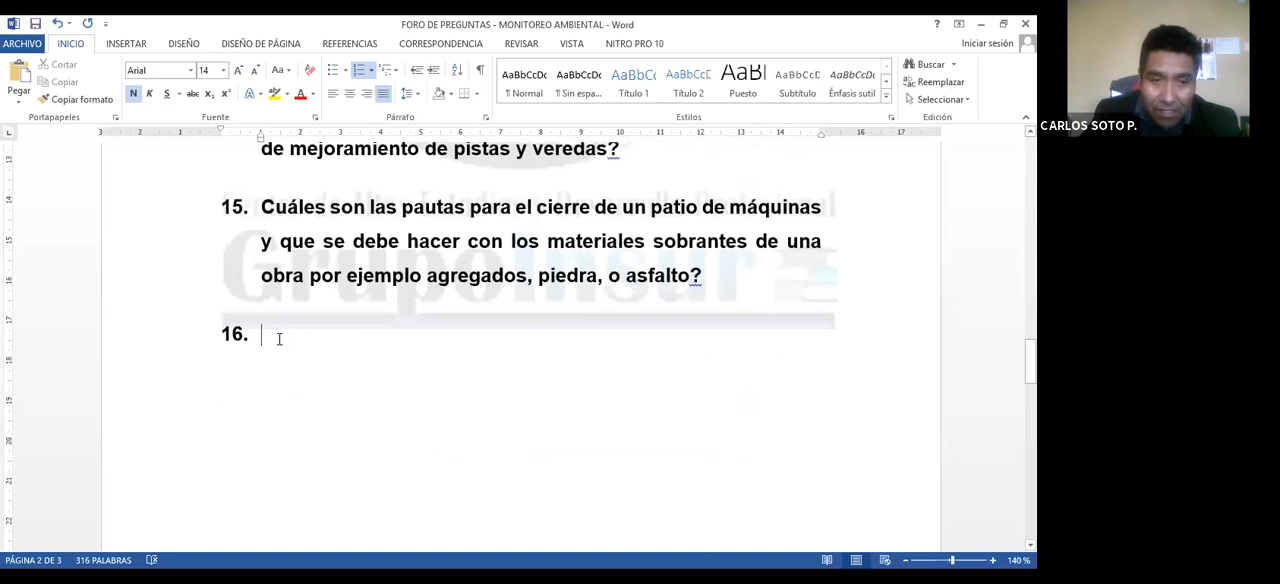 FORO DE PREGUNTAS - MONITOREO AMBIENTAL - Word
ARCHIVO INICIO INSERTAR DISEÑO DISEÑO DE PÁGINA REFERENCIAS CORRESPONDENCIA REVISAR VISTA NITRO PRO 10 Iniciar sesión
Pegar
Cortar
Copiar
Copiar formato
Portapapeles
Arial 14
Fuente
Párrafo
AaBbCcDc AaBbCcDc AaBbCc AaBbCcD AaBl AaBbCcD AaBbCcDc
¶ Normal ¶ Sin espa... Título 1 Título 2 Puesto Subtítulo Énfasis sutil
Estilos
Buscar
Reemplazar
Seleccionar
Edición
CARLOS SOTO P.
de mejoramiento de pistas y veredas?
15. Cuáles son las pautas para el cierre de un patio de máquinas
y que se debe hacer con los materiales sobrantes de una
obra por ejemplo agregados, piedra, o asfalto?
Grupo Insur
16.
PÁGINA 2 DE 3 316 PALABRAS 140 %